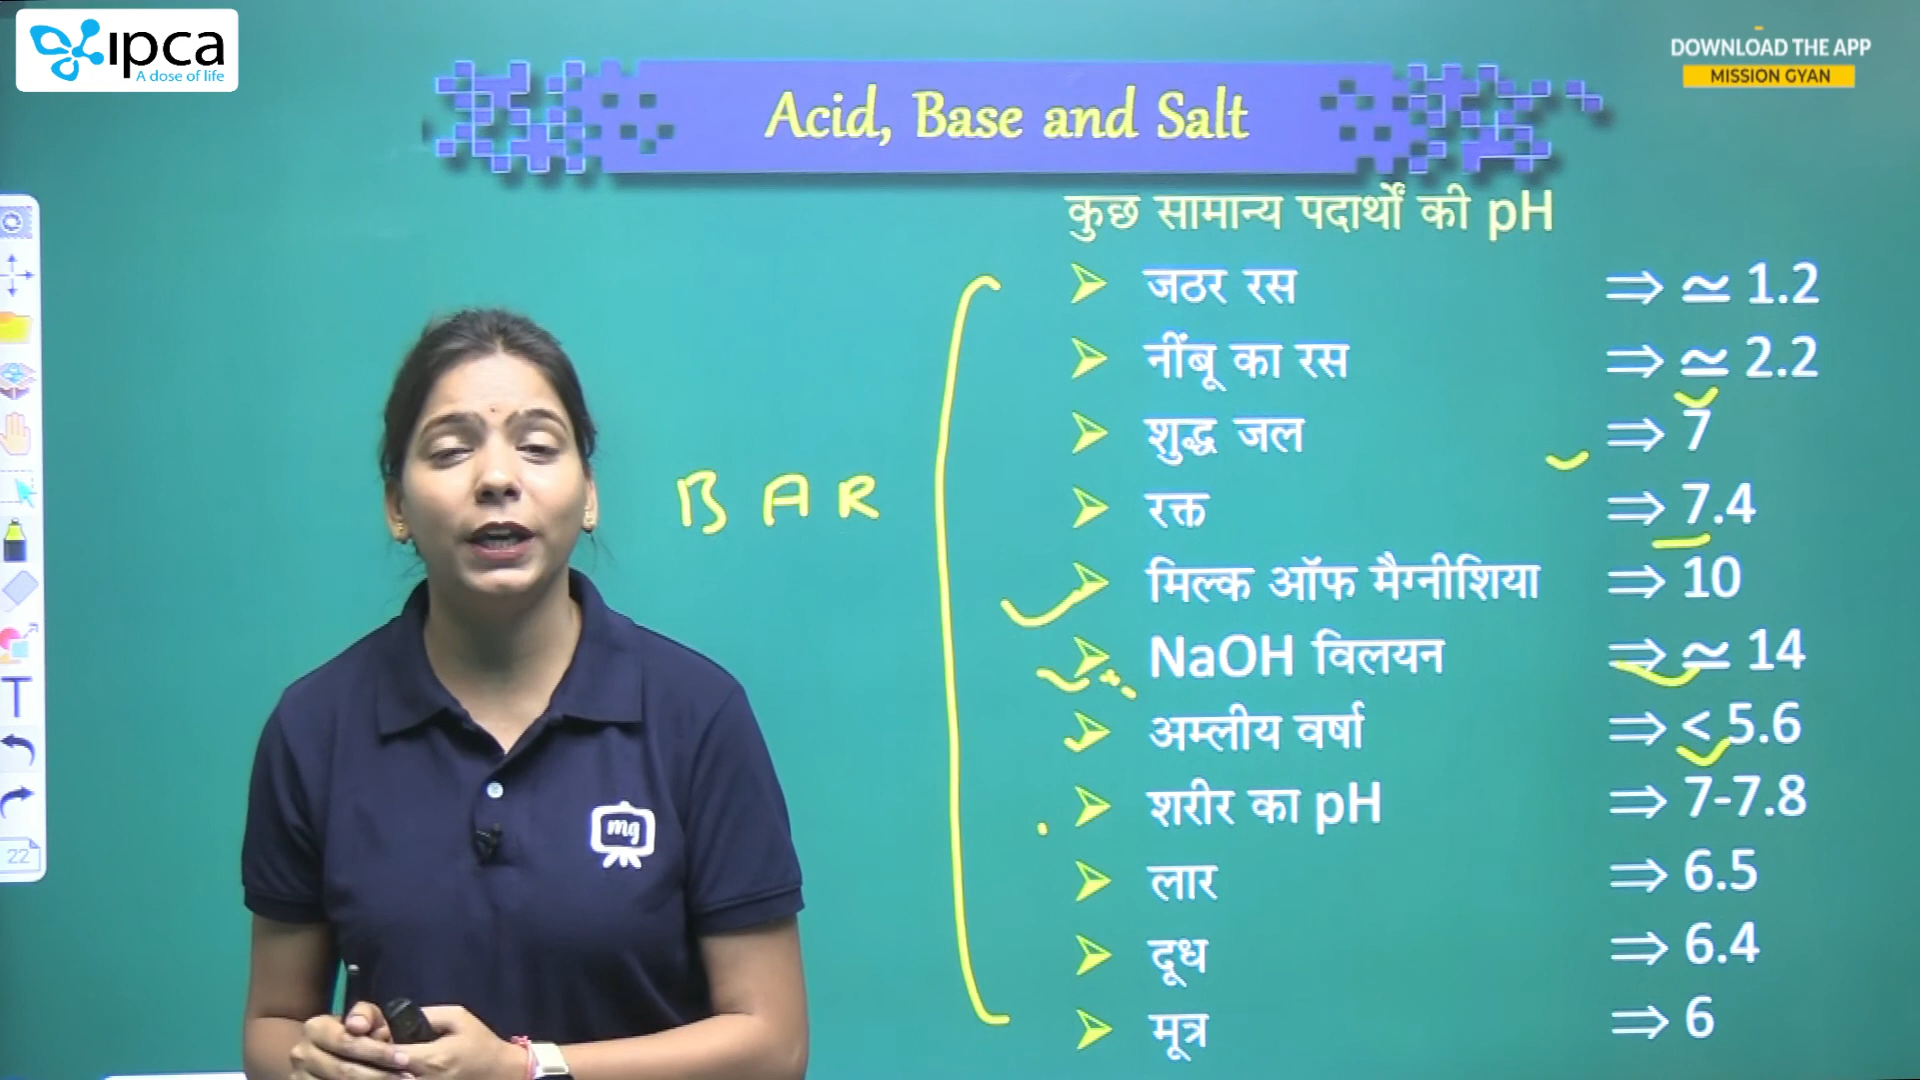 ipca
A dose of life
DOWNLOAD THE APP
MISSION GYAN
Acid, Base and Salt
कुछ सामान्य पदार्थों की pH
जठर रस ⇒ ≃ 1.2
नींबू का रस ⇒ ≃ 2.2
शुद्ध जल ⇒ 7
रक्त ⇒ 7.4
मिल्क ऑफ मैग्नीशिया ⇒ 10
NaOH विलयन ⇒ ≃ 14
अम्लीय वर्षा ⇒ < 5.6
शरीर का pH ⇒ 7-7.8
लार ⇒ 6.5
दूध ⇒ 6.4
मूत्र ⇒ 6
BAR
mg
T
22